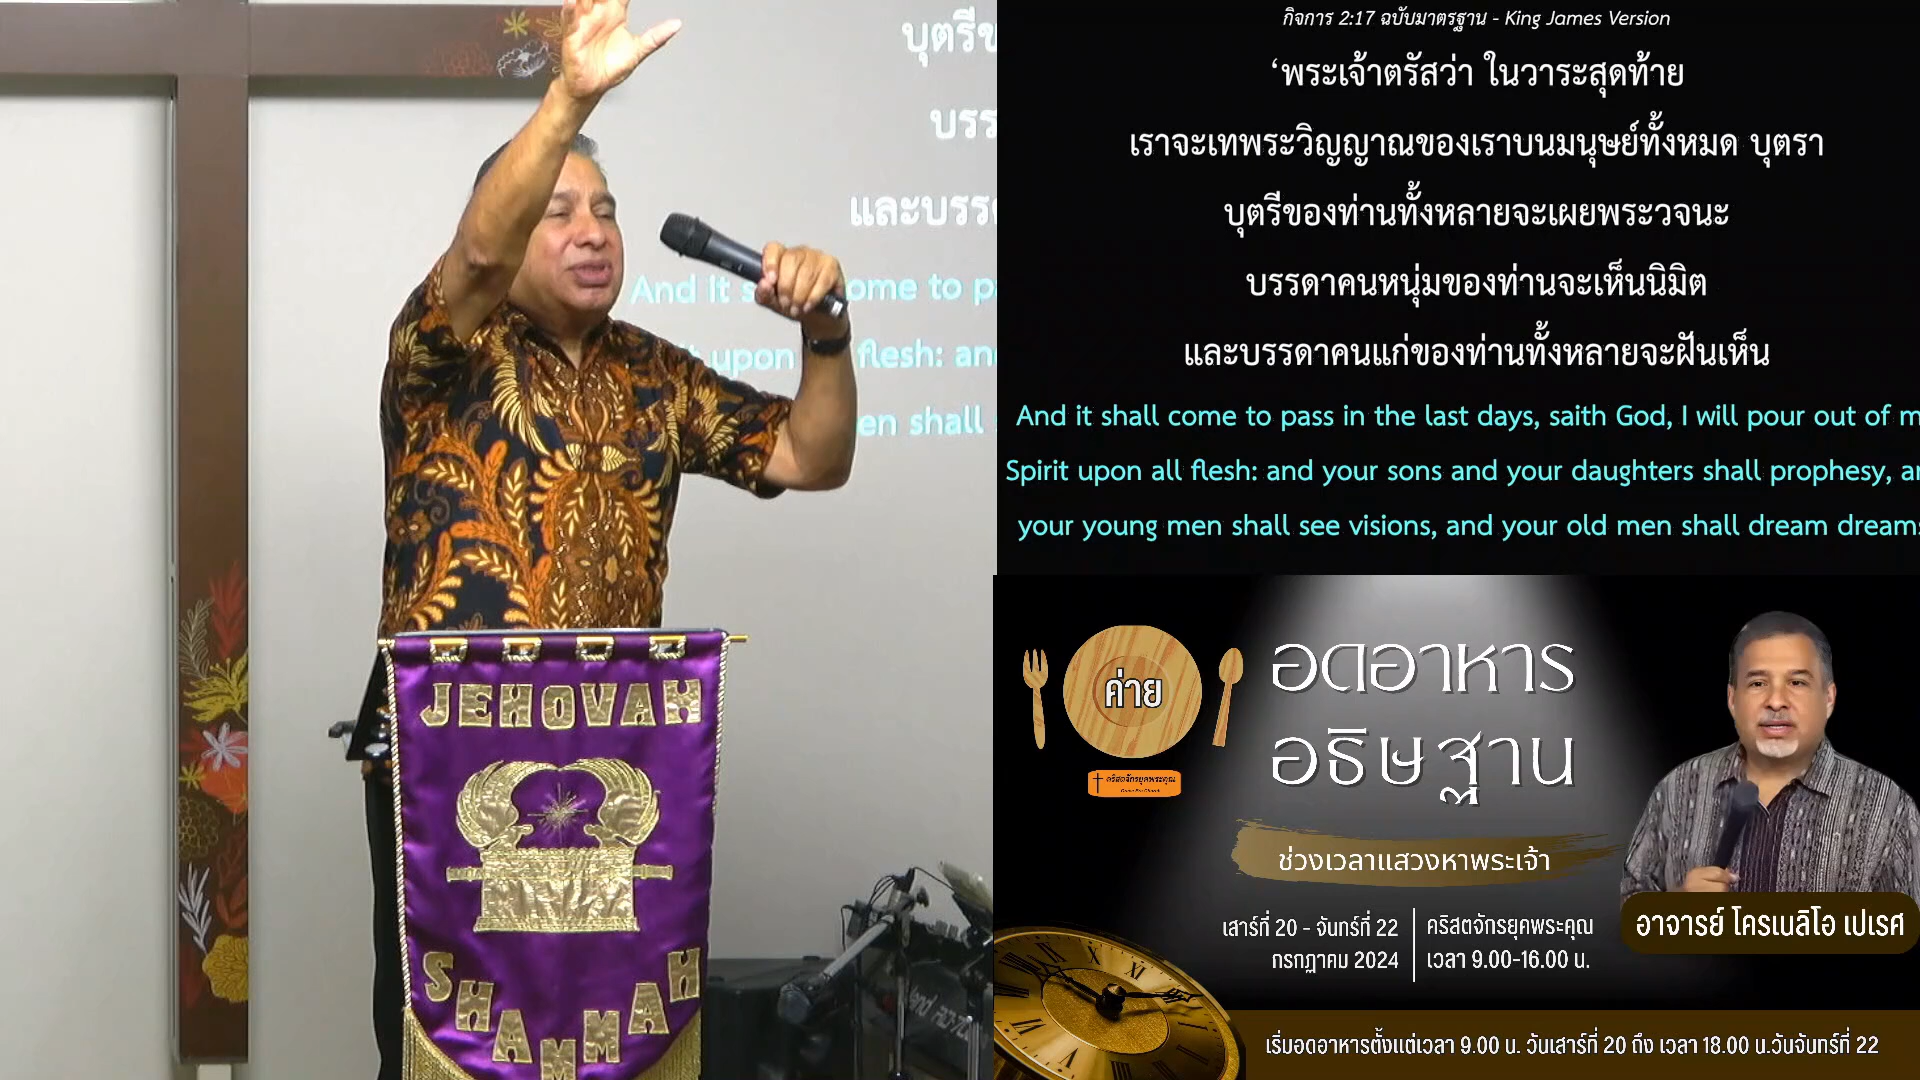 บุตรี
บรร
และบรร
And it s ome to p
upon flesh: an
en shall
JEHOVAH
SHAMMAH
กิจการ 2:17 ฉบับมาตรฐาน - King James Version
‘พระเจ้าตรัสว่า ในวาระสุดท้าย
เราจะเทพระวิญญาณของเราบนมนุษย์ทั้งหมด บุตรา
บุตรีของท่านทั้งหลายจะเผยพระวจนะ
บรรดาคนหนุ่มของท่านจะเห็นนิมิต
และบรรดาคนแก่ของท่านทั้งหลายจะฝันเห็น
And it shall come to pass in the last days, saith God, I will pour out of m
Spirit upon all flesh: and your sons and your daughters shall prophesy, an
your young men shall see visions, and your old men shall dream dreams
ค่าย
คริสตจักรยุคพระคุณ
อดอาหาร
อธิษฐาน
ช่วงเวลาแสวงหาพระเจ้า
เสาร์ที่ 20 - จันทร์ที่ 22
กรกฎาคม 2024
คริสตจักรยุคพระคุณ
เวลา 9.00-16.00 น.
อาจารย์ โครเนลิโอ เปเรศ
เริ่มอดอาหารตั้งแต่เวลา 9.00 น. วันเสาร์ที่ 20 ถึง เวลา 18.00 น.วันจันทร์ที่ 22